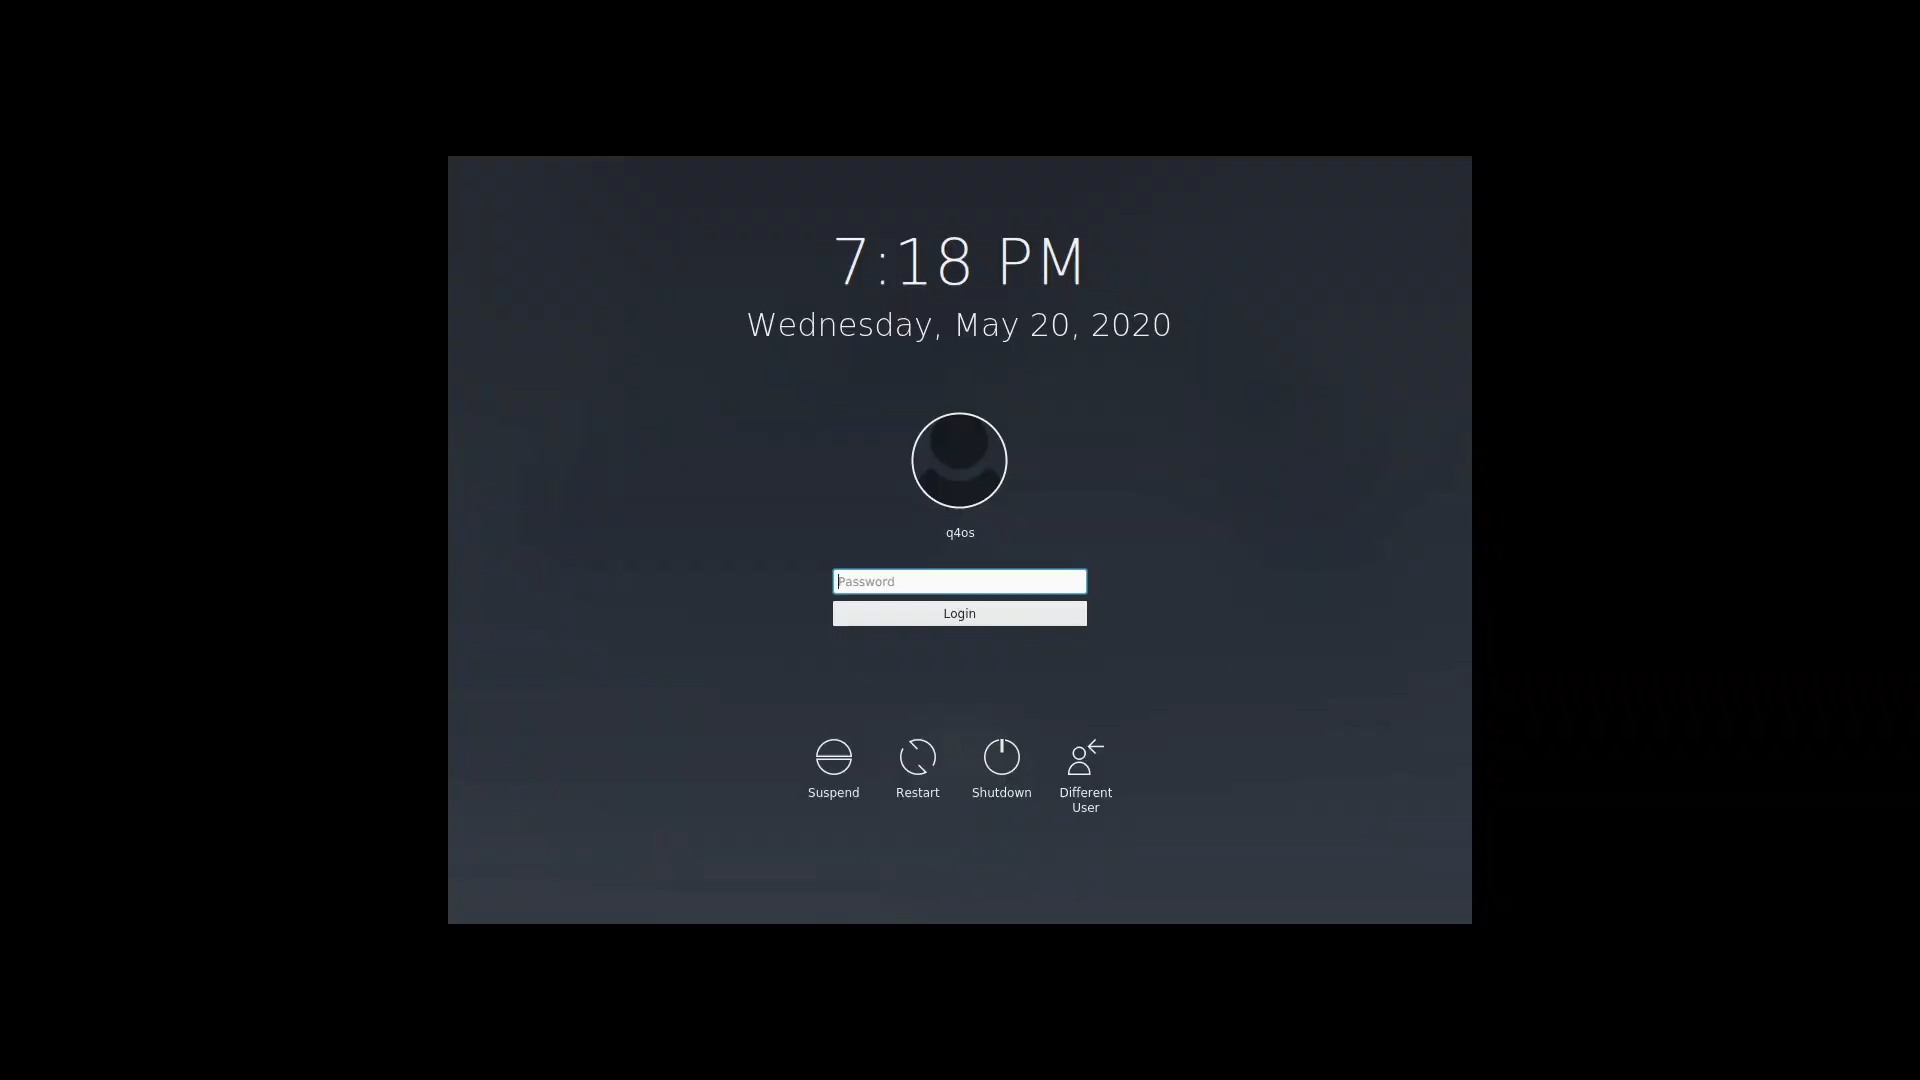 7:18 PM
Wednesday, May 20, 2020
q4os
Password
Login
Suspend
Restart
Shutdown
Different
User